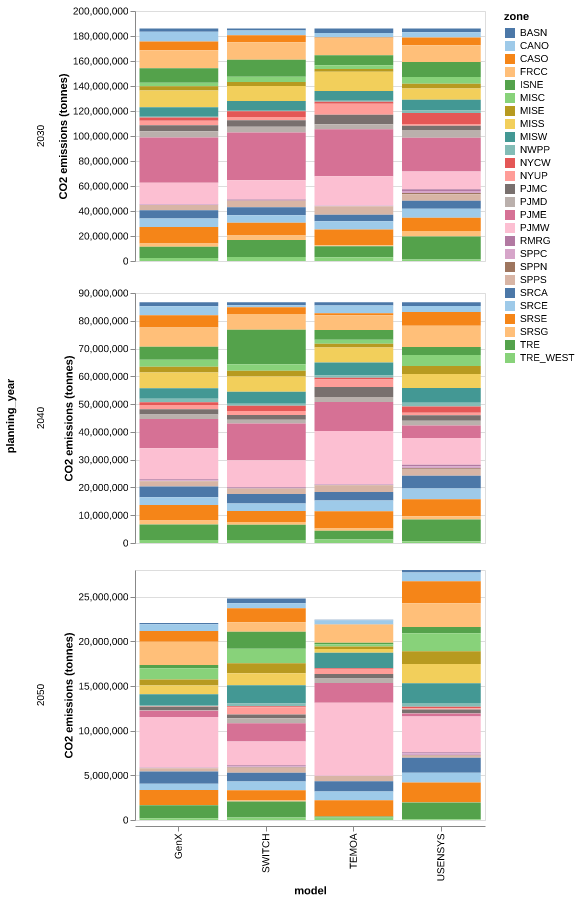 zone
BASN
CANO
CASO
FRCC
ISNE
MISC
MISE
MISS
MISW
NWPP
NYCW
NYUP
PJMC
PJMD
PJME
PJMW
RMRG
SPPC
SPPN
SPPS
SRCA
SRCE
SRSE
SRSG
TRE
TRE_WEST
planning_year
2030
CO2 emissions (tonnes)
200,000,000
180,000,000
160,000,000
140,000,000
120,000,000
100,000,000
80,000,000
60,000,000
40,000,000
20,000,000
0
2040
CO2 emissions (tonnes)
90,000,000
80,000,000
70,000,000
60,000,000
50,000,000
40,000,000
30,000,000
20,000,000
10,000,000
0
2050
CO2 emissions (tonnes)
25,000,000
20,000,000
15,000,000
10,000,000
5,000,000
0
GenX
SWITCH
TEMOA
USENSYS
model